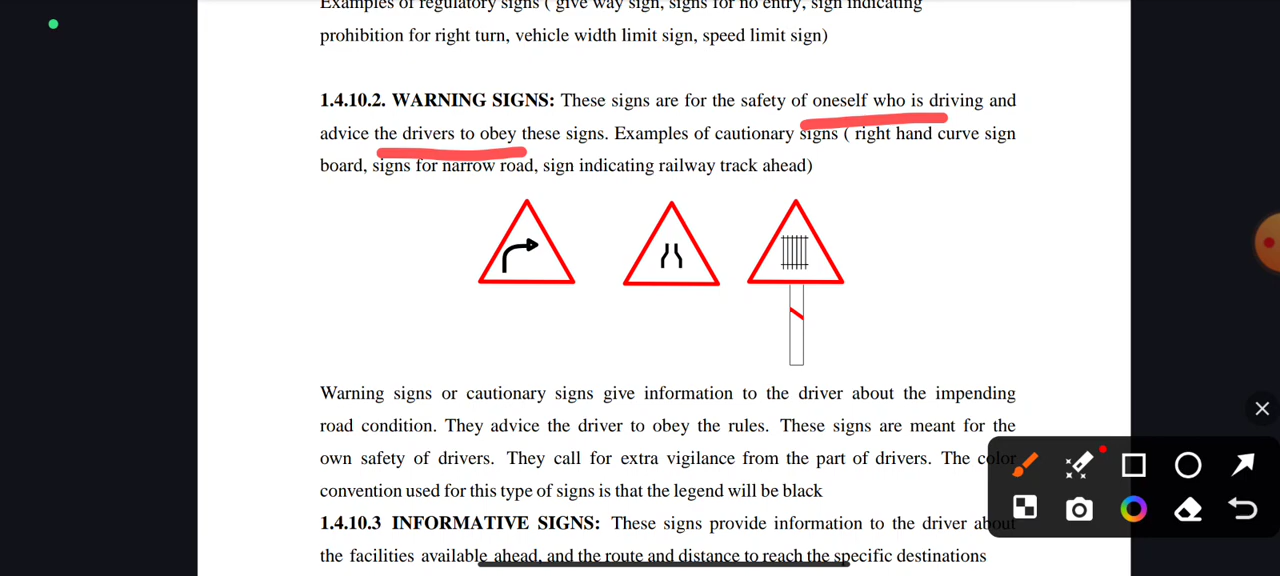 Examples of regulatory signs ( give way sign, signs for no entry, sign indicating
prohibition for right turn, vehicle width limit sign, speed limit sign)
1.4.10.2. WARNING SIGNS: These signs are for the safety of oneself who is driving and
advice the drivers to obey these signs. Examples of cautionary signs ( right hand curve sign
board, signs for narrow road, sign indicating railway track ahead)
Warning signs or cautionary signs give information to the driver about the impending
road condition. They advice the driver to obey the rules. These signs are meant for the
own safety of drivers. They call for extra vigilance from the part of drivers. The color
convention used for this type of signs is that the legend will be black
1.4.10.3 INFORMATIVE SIGNS: These signs provide information to the driver about
the facilities available ahead, and the route and distance to reach the specific destinations